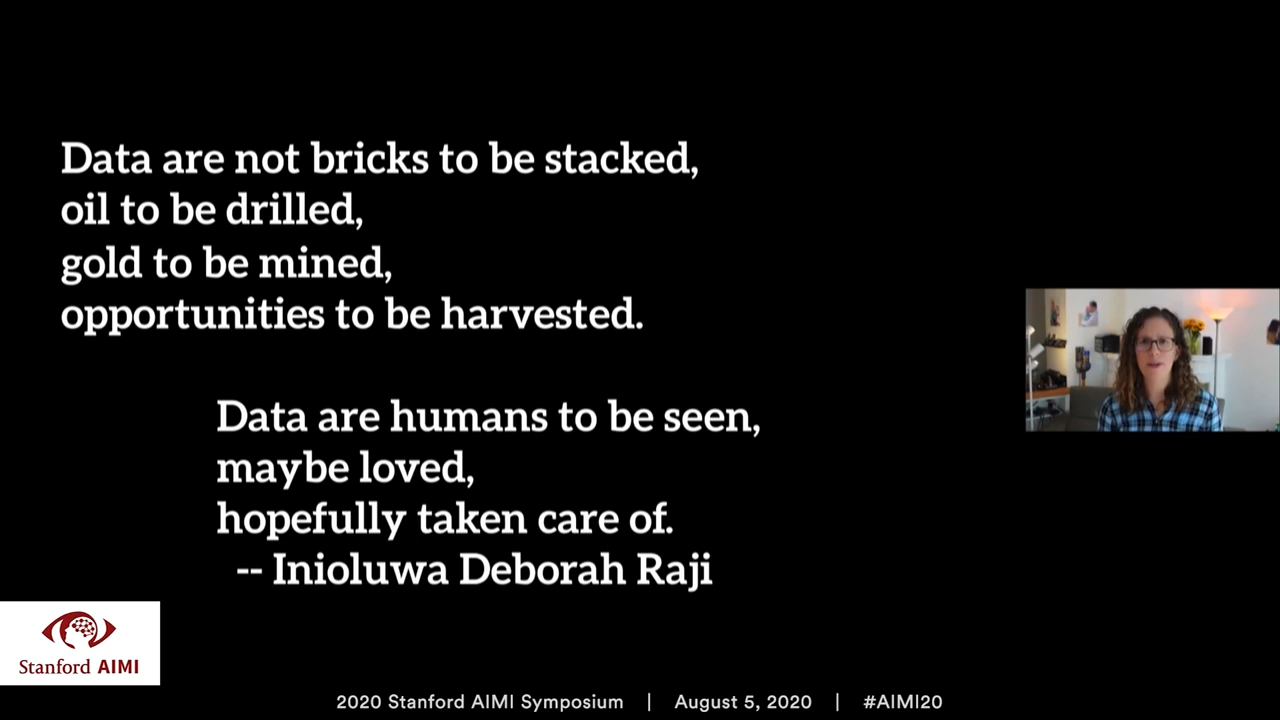 Data are not bricks to be stacked,
oil to be drilled,
gold to be mined,
opportunities to be harvested.
Data are humans to be seen,
maybe loved,
hopefully taken care of.
-- Inioluwa Deborah Raji
Stanford AIMI
2020 Stanford AIMI Symposium | August 5, 2020 | #AIMI20